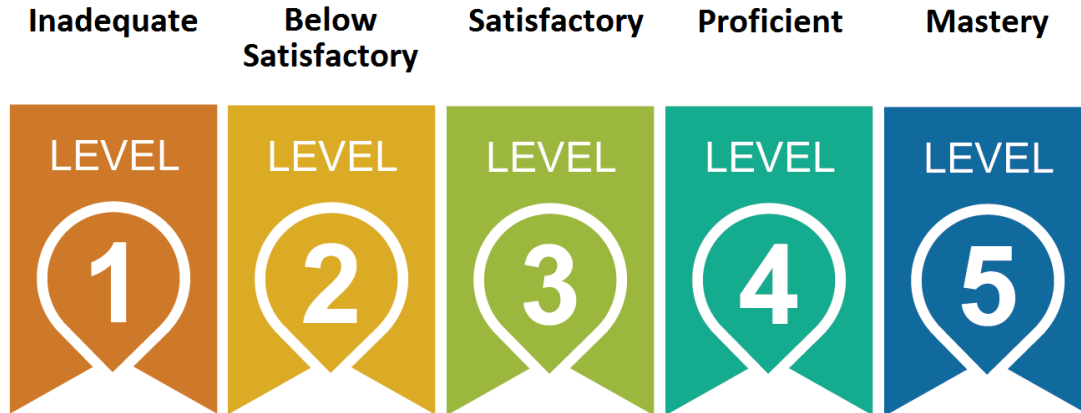 Inadequate
Below
Satisfactory
Satisfactory
Proficient
Mastery
LEVEL
1
LEVEL
2
LEVEL
3
LEVEL
4
LEVEL
5